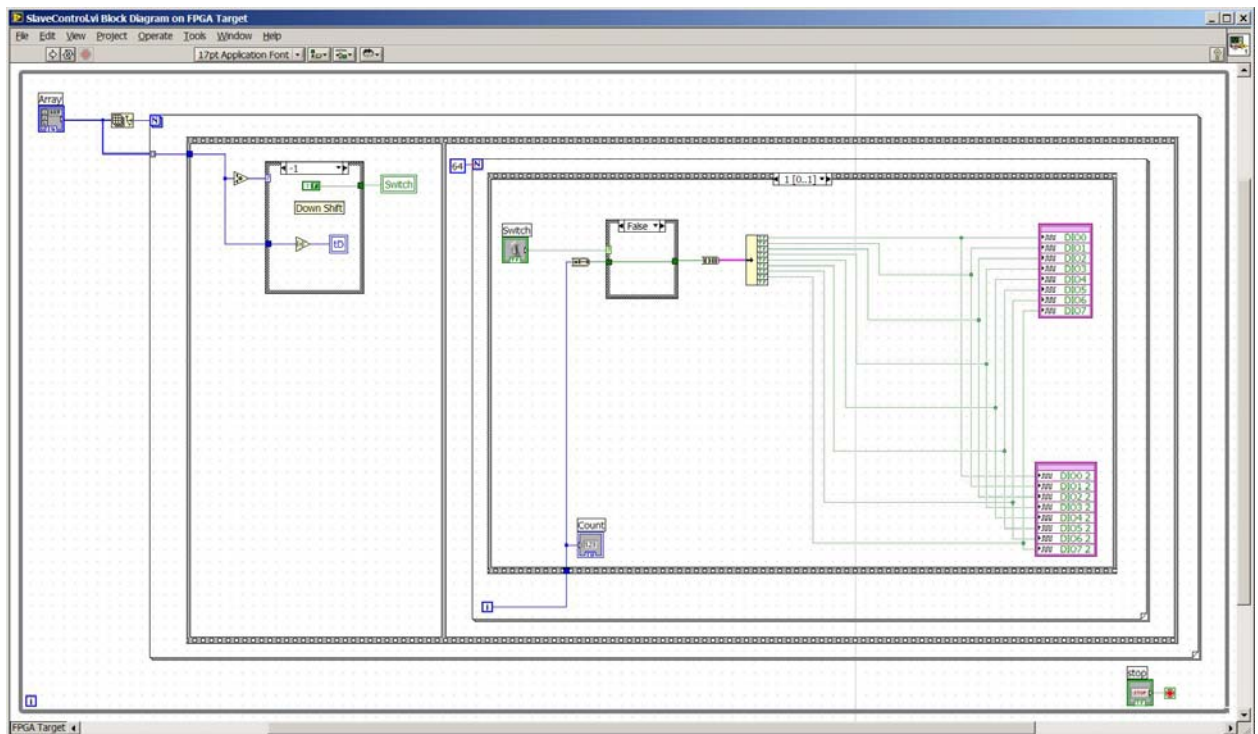 SlaveControl.vi Block Diagram on FPGA Target
File Edit View Project Operate Tools Window Help
17pt Application Font
Array
N
-1
Switch
Down Shift
tD
64 N
1 [0..1]
Switch
False
DIO0
DIO1
DIO2
DIO3
DIO4
DIO5
DIO6
DIO7
Count
DIO0 2
DIO1 2
DIO2 2
DIO3 2
DIO4 2
DIO5 2
DIO6 2
DIO7 2
i
stop
STOP
i
FPGA Target